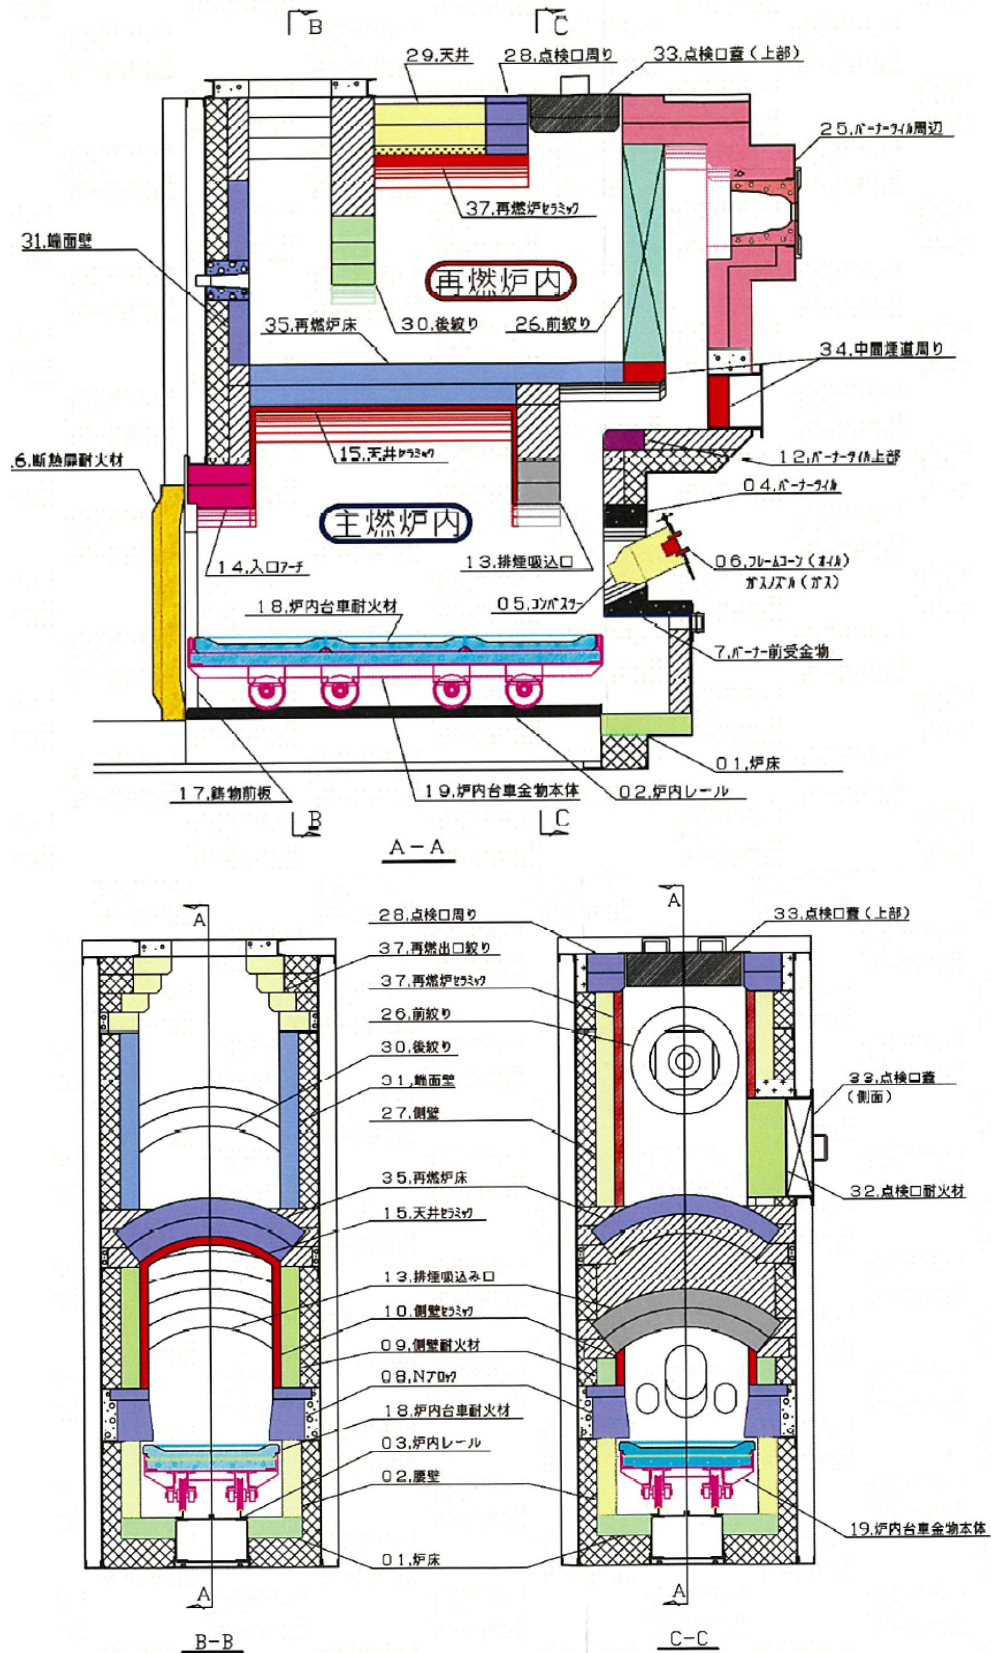 B
C
29,天井
28,点検口周り
33,点検口蓋(上部)
25,バーナータイル周辺
37,再燃炉セラミック
31,端面壁
再燃炉内
35,再燃炉床
30,後絞り
26,前絞り
34,中間煙道周り
15,天井セラミック
12,バーナータイル上部
6,断熱扉耐火材
04,バーナータイル
主燃炉内
14,入口アーチ
13,排煙吸込口
06,フレームコーン(オイル)
ガスノズル(ガス)
18,炉内台車耐火材
05,コンバスター
7,バーナー前受金物
01,炉床
17,鋳物前板
19,炉内台車金物本体
02,炉内レール
B
C
A-A
A
A
28,点検口周り
33,点検口蓋(上部)
37,再燃出口絞り
37,再燃炉セラミック
26,前絞り
30,後絞り
31,端面壁
33,点検口蓋
(側面)
27,側壁
35,再燃炉床
32,点検口耐火材
15,天井セラミック
13,排煙吸込み口
10,側壁セラミック
09,側壁耐火材
08,Nブロック
18,炉内台車耐火材
03,炉内レール
02,腰壁
19,炉内台車金物本体
01,炉床
A
A
B-B
C-C